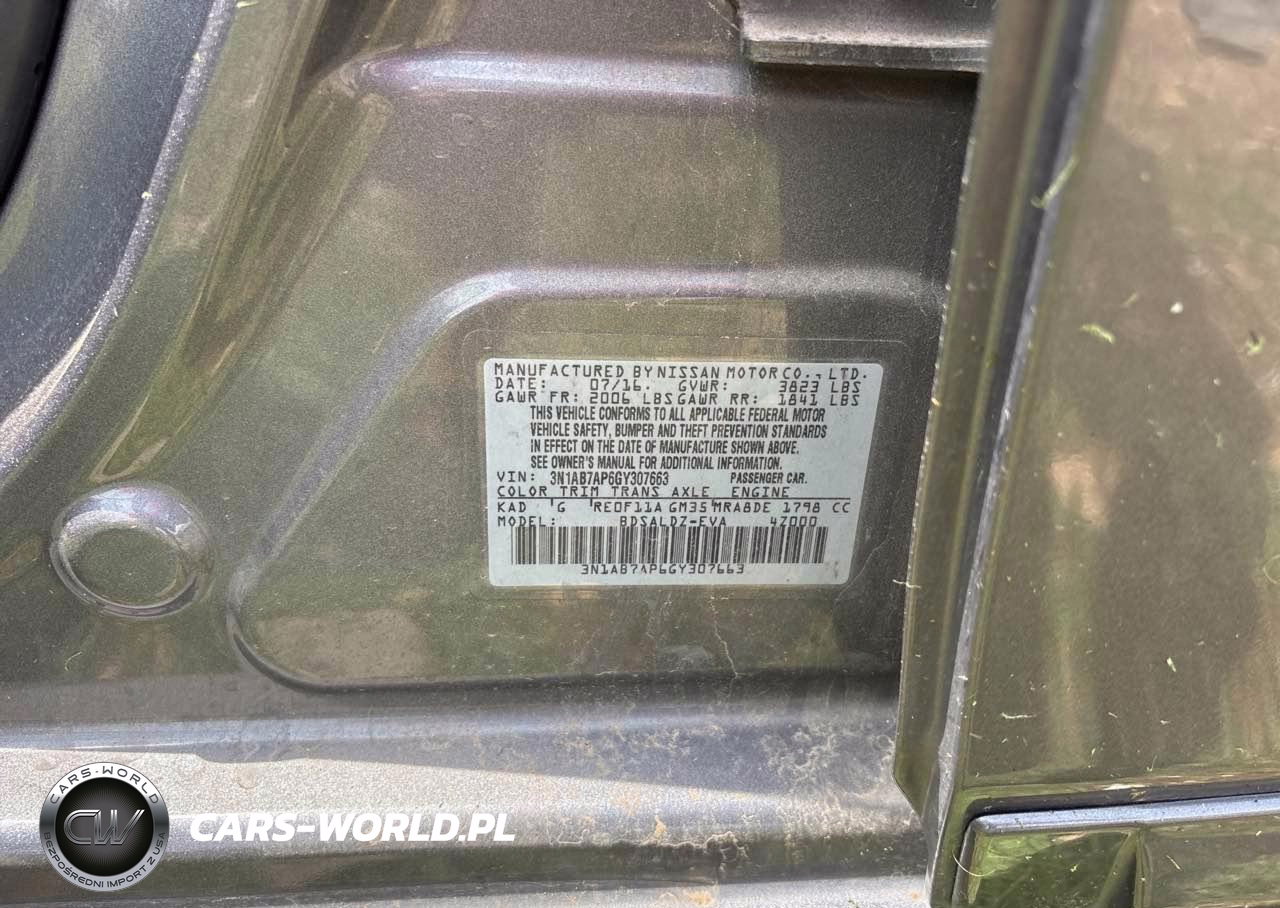 MANUFACTURED BY NISSAN MOTOR CO., LTD.
DATE: 07/16. GVWR: 3823 LBS
GAWR FR: 2006 LBS GAWR RR: 1841 LBS
THIS VEHICLE CONFORMS TO ALL APPLICABLE FEDERAL MOTOR
VEHICLE SAFETY, BUMPER AND THEFT PREVENTION STANDARDS
IN EFFECT ON THE DATE OF MANUFACTURE SHOWN ABOVE.
SEE OWNER'S MANUAL FOR ADDITIONAL INFORMATION.
VIN: 3N1AB7AP6GY307663 PASSENGER CAR.
COLOR TRIM TRANS AXLE ENGINE
KAD G RE0F11A GM35 MRA8DE 1798 CC
MODEL: BDSALDZ-EVA 4Z000
3N1AB7AP6GY307663
CARS-WORLD
CW
BEZPOŚREDNI IMPORT Z USA
CARS-WORLD.PL